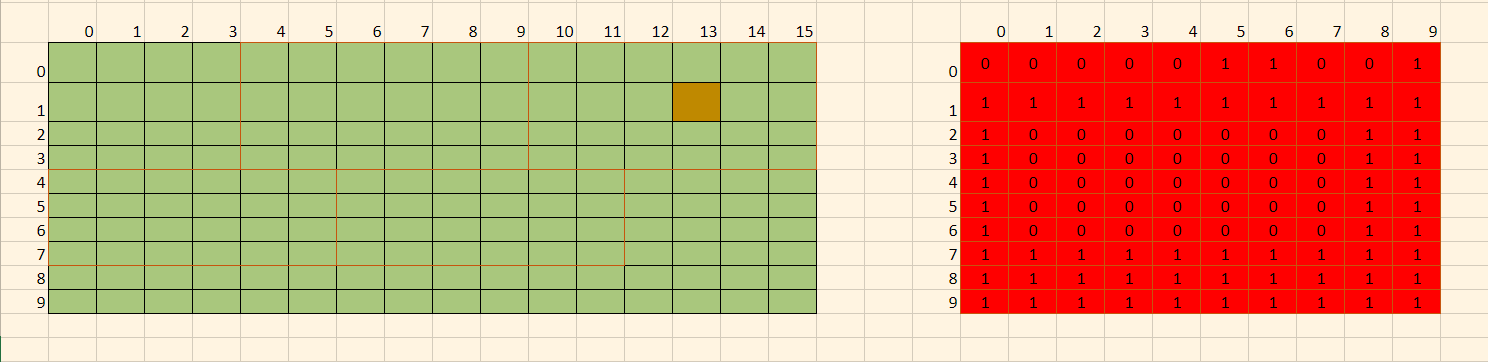 0 1 2 3 4 5 6 7 8 9 10 11 12 13 14 15 0 1 2 3 4 5 6 7 8 9
0 0 0 0 0 0 0 1 1 0 0 1
1 1 1 1 1 1 1 1 1 1 1 1
2 2 1 0 0 0 0 0 0 0 1 1
3 3 1 0 0 0 0 0 0 0 1 1
4 4 1 0 0 0 0 0 0 0 1 1
5 5 1 0 0 0 0 0 0 0 1 1
6 6 1 0 0 0 0 0 0 0 1 1
7 7 1 1 1 1 1 1 1 1 1 1
8 8 1 1 1 1 1 1 1 1 1 1
9 9 1 1 1 1 1 1 1 1 1 1